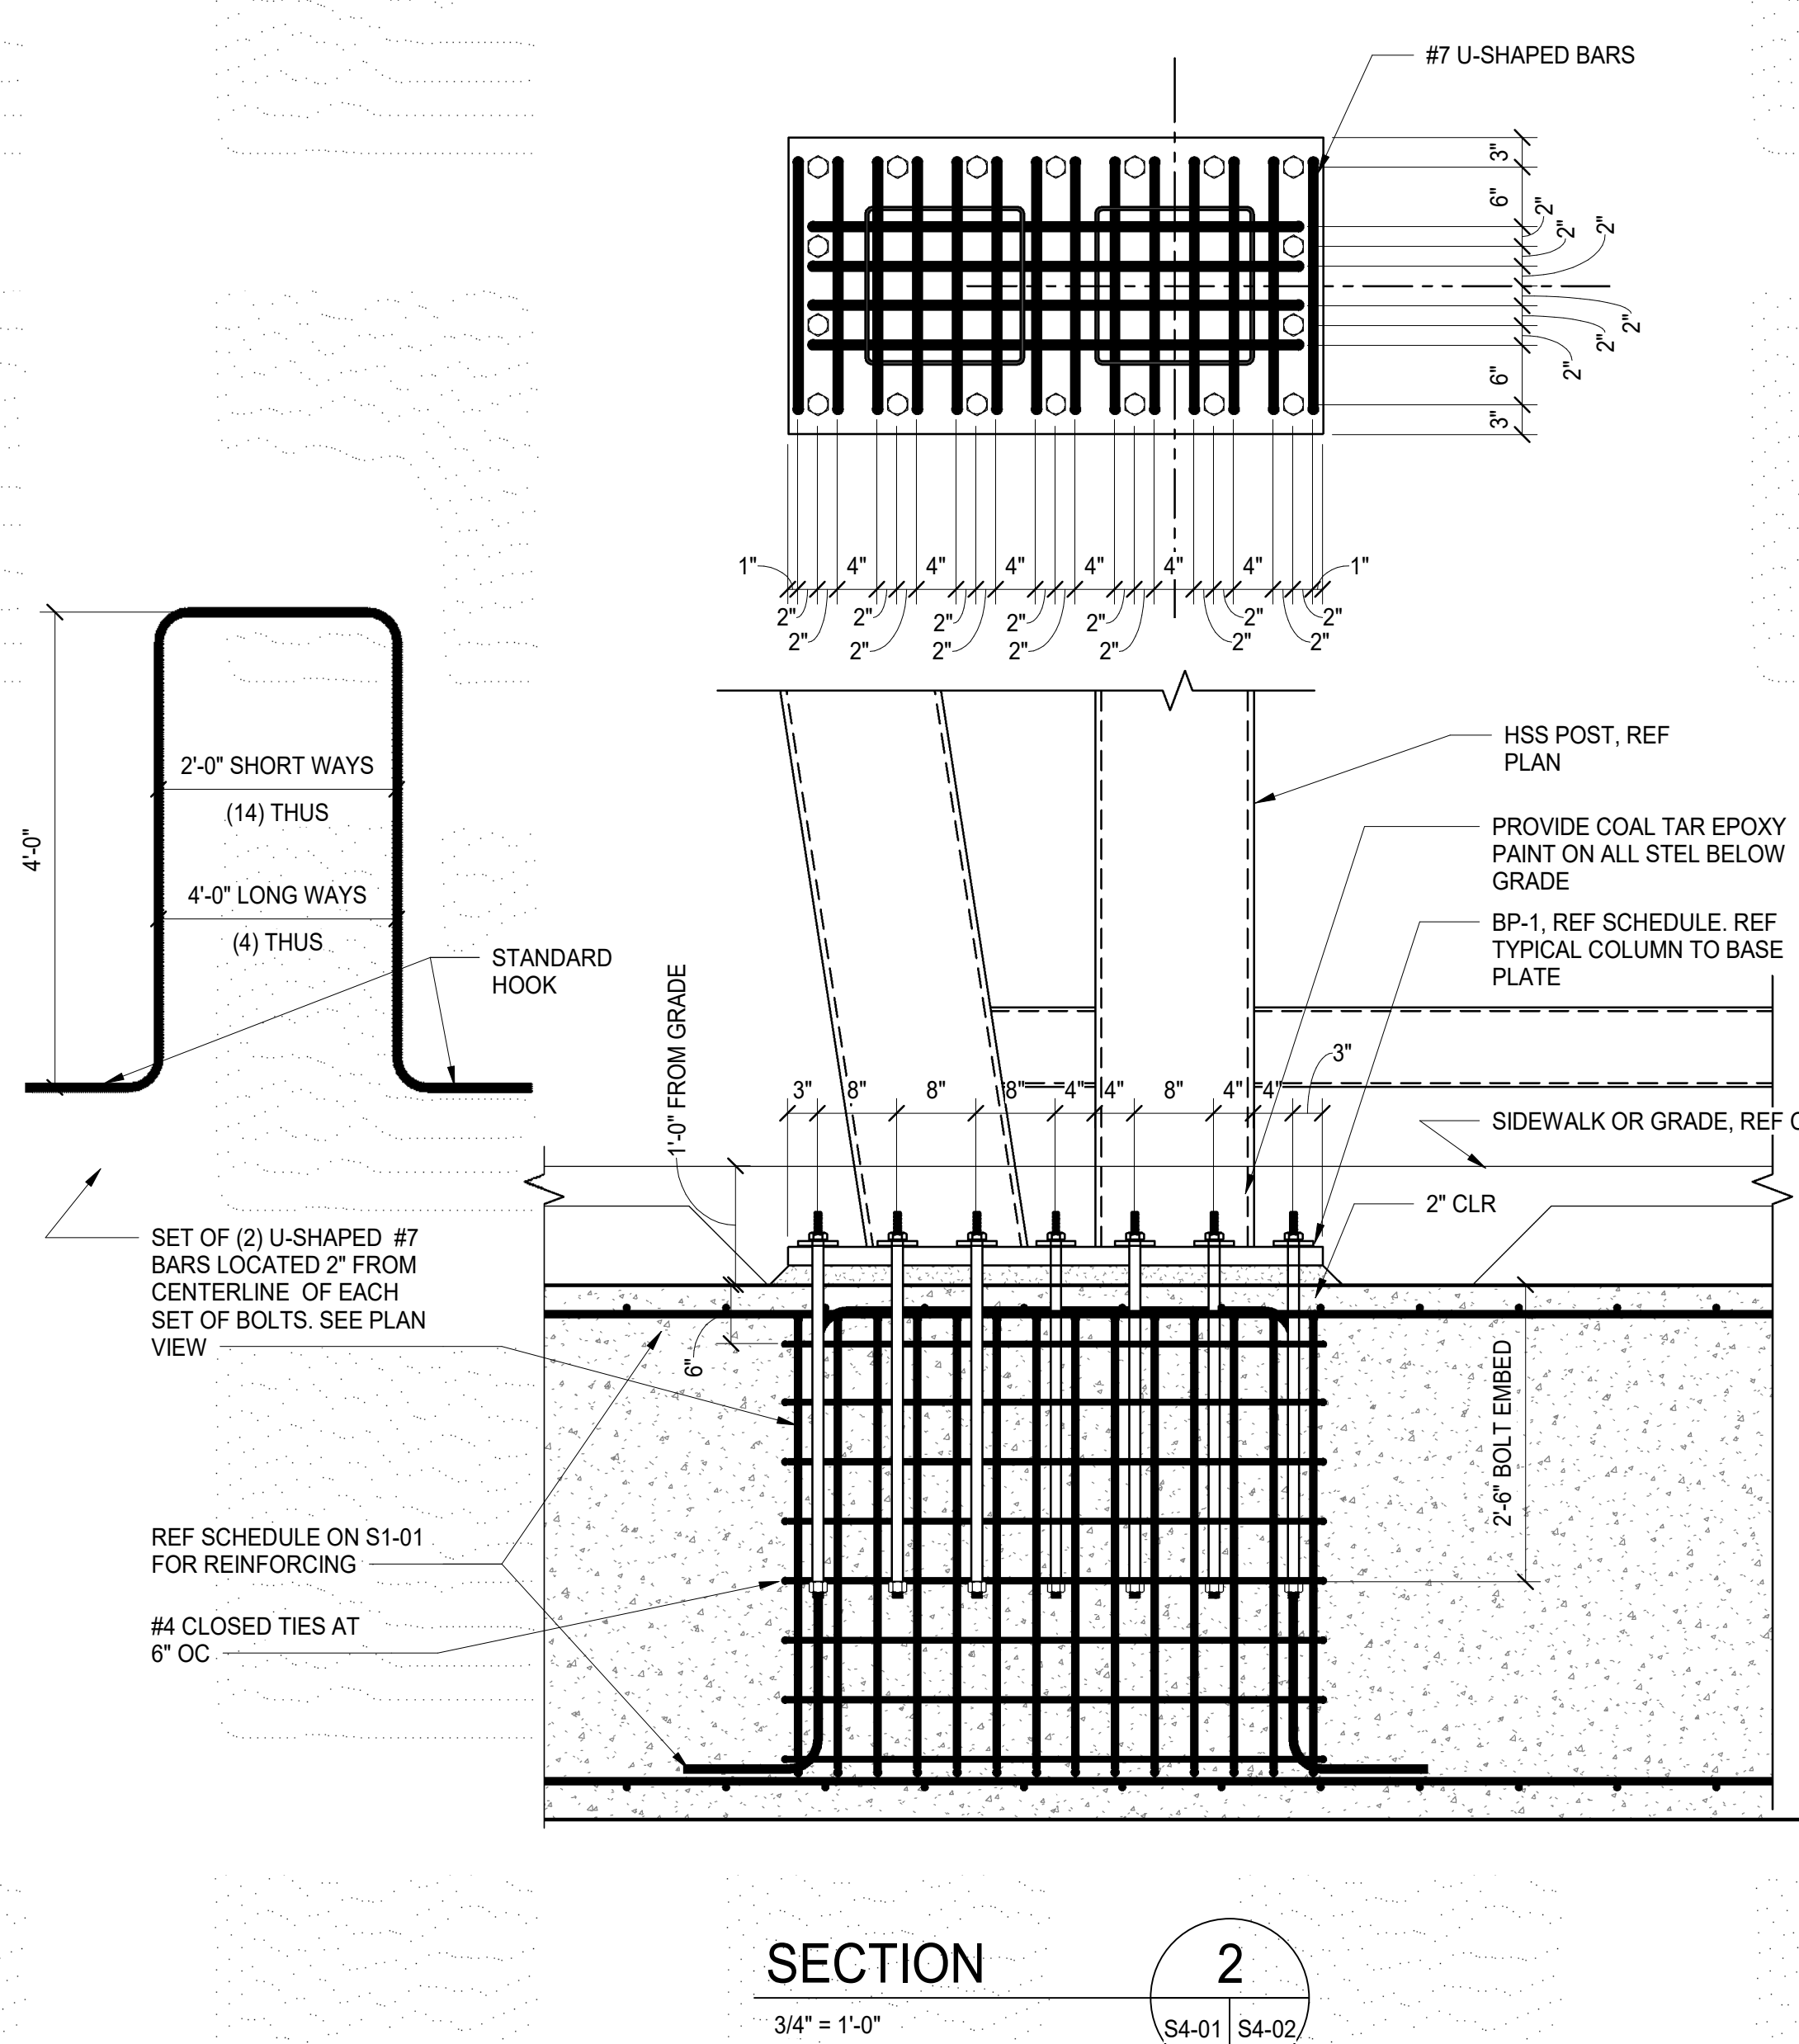 #7 U-SHAPED BARS
3"
6"
2"
2"
2"
2"
2"
2"
6"
3"
1"
4"
4"
4"
4"
4"
4"
1"
2"
2"
2"
2"
2"
2"
2"
2"
2"
2"
2"
2"
2"
2"
4'-0"
2'-0" SHORT WAYS
(14) THUS
4'-0" LONG WAYS
(4) THUS
STANDARD
HOOK
HSS POST, REF
PLAN
PROVIDE COAL TAR EPOXY
PAINT ON ALL STEL BELOW
GRADE
BP-1, REF SCHEDULE. REF
TYPICAL COLUMN TO BASE
PLATE
1'-0" FROM GRADE
3"
8"
8"
8"
4"
4"
8"
4"
4"
3"
SIDEWALK OR GRADE, REF
2" CLR
SET OF (2) U-SHAPED #7
BARS LOCATED 2" FROM
CENTERLINE OF EACH
SET OF BOLTS. SEE PLAN
VIEW
6"
2'-6" BOLT EMBED
REF SCHEDULE ON S1-01
FOR REINFORCING
#4 CLOSED TIES AT
6" OC
SECTION
2
3/4" = 1'-0"
S4-01
S4-02